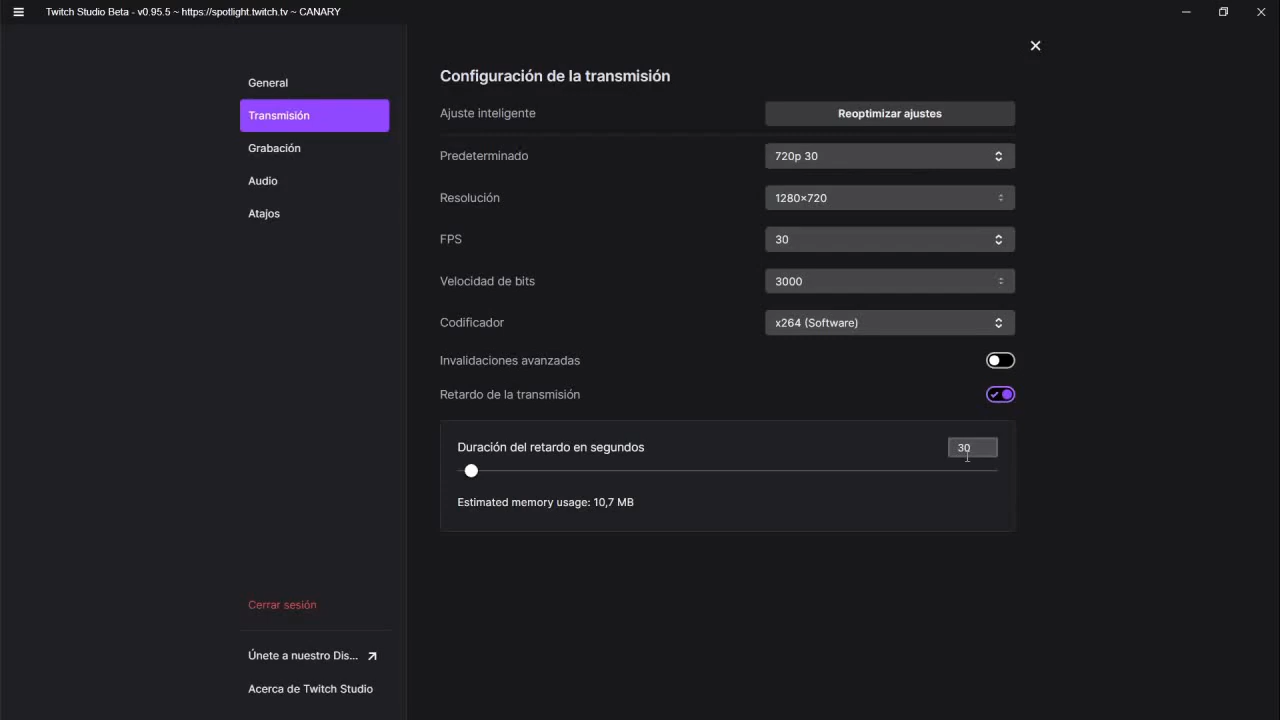 Twitch Studio Beta - v0.95.5 ~ https://spotlight.twitch.tv ~ CANARY
General
Transmisión
Grabación
Audio
Atajos
Cerrar sesión
Únete a nuestro Dis...
Acerca de Twitch Studio
Configuración de la transmisión
Ajuste inteligente
Reoptimizar ajustes
Predeterminado
720p 30
Resolución
1280×720
FPS
30
Velocidad de bits
3000
Codificador
x264 (Software)
Invalidaciones avanzadas
Retardo de la transmisión
Duración del retardo en segundos
30
Estimated memory usage: 10,7 MB